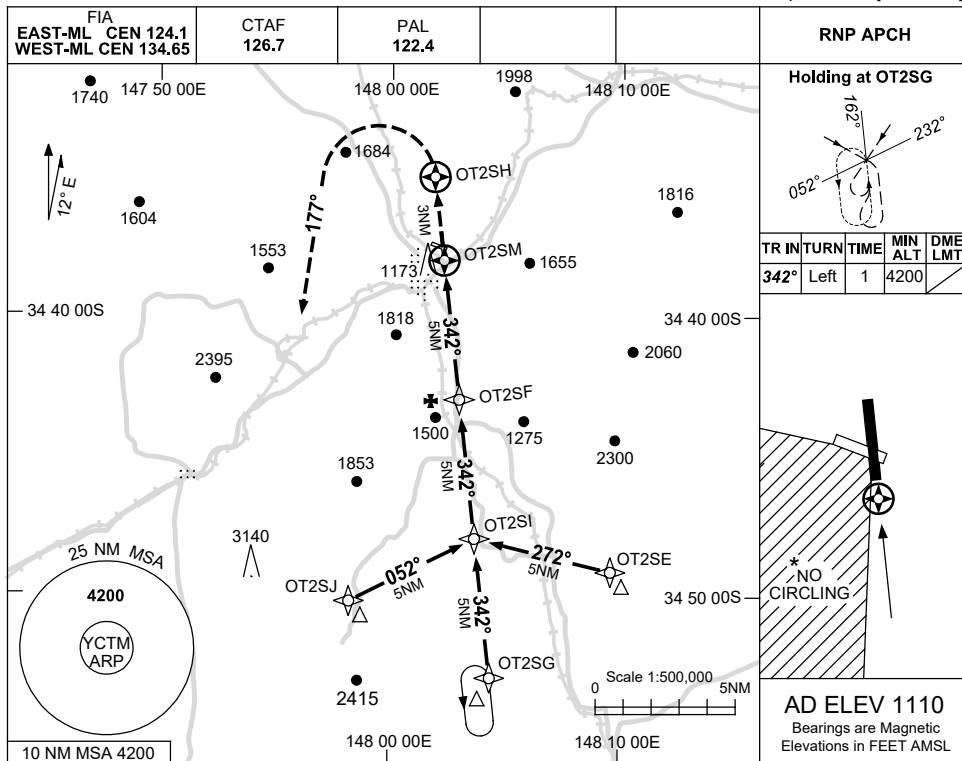 FIA
EAST-ML CEN 124.1
WEST-ML CEN 134.65
CTAF
126.7
PAL
122.4
RNP APCH
147 50 00E
148 00 00E
148 10 00E
1740
1998
1684
OT2SH
12° E
1604
177°
3NM
1816
1553
1173
OT2SM
1655
34 40 00S
34 40 00S
1818
342°
5NM
2395
2060
OT2SF
1500
1275
2300
342°
5NM
1853
OT2SI
3140
052°
5NM
272°
5NM
OT2SE
OT2SJ
25 NM MSA
4200
YCTM
ARP
342°
5NM
34 50 00S
OT2SG
Scale 1:500,000
0
5NM
2415
148 00 00E
148 10 00E
10 NM MSA 4200
Holding at OT2SG
162°
232°
052°
TR IN TURN TIME MIN ALT DME LMT
342° Left 1 4200
*
NO
CIRCLING
AD ELEV 1110
Bearings are Magnetic
Elevations in FEET AMSL